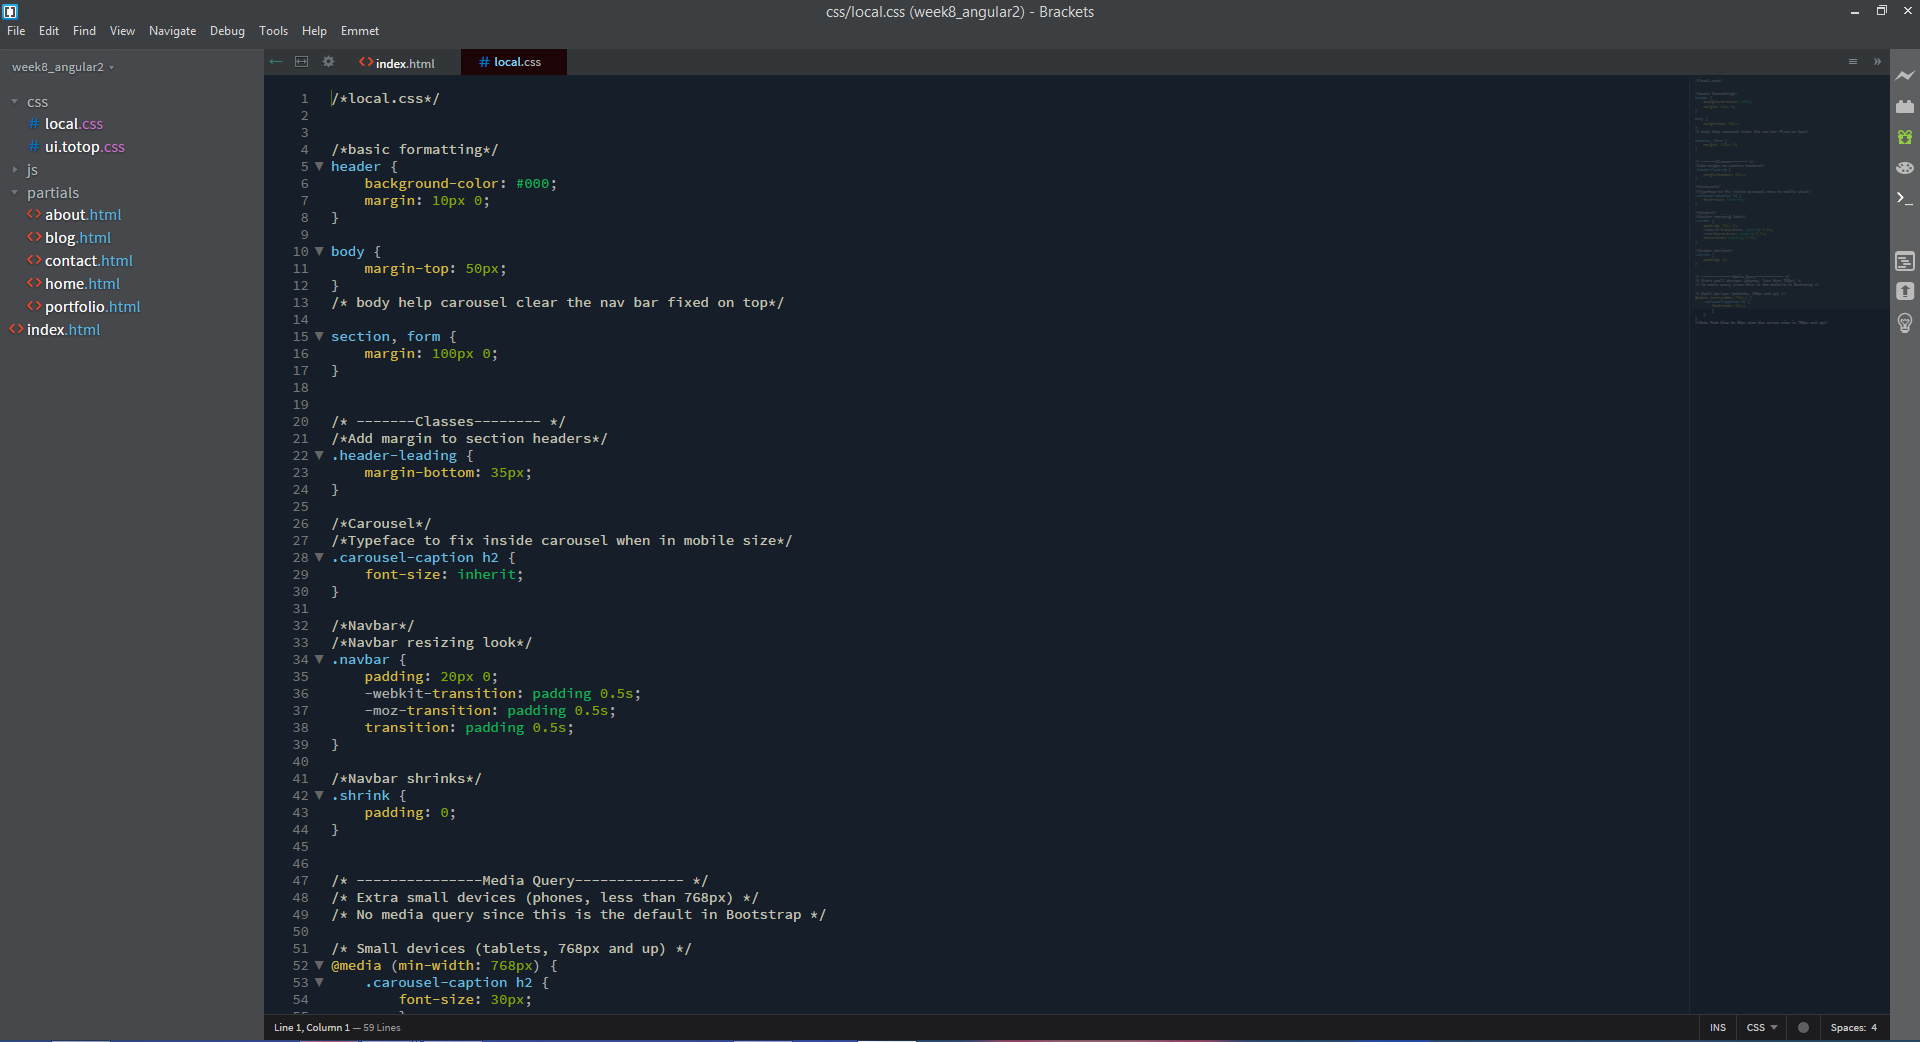 css/local.css (week8_angular2) - Brackets
File Edit Find View Navigate Debug Tools Help Emmet
week8_angular2
css
# local.css
# ui.totop.css
js
partials
<> about.html
<> blog.html
<> contact.html
<> home.html
<> portfolio.html
<> index.html
<> index.html
# local.css
1 /*local.css*/
2
3
4 /*basic formatting*/
5 header {
6     background-color: #000;
7     margin: 10px 0;
8 }
9
10 body {
11     margin-top: 50px;
12 }
13 /* body help carousel clear the nav bar fixed on top*/
14
15 section, form {
16     margin: 100px 0;
17 }
18
19
20 /* -------Classes-------- */
21 /*Add margin to section headers*/
22 .header-leading {
23     margin-bottom: 35px;
24 }
25
26 /*Carousel*/
27 /*Typeface to fix inside carousel when in mobile size*/
28 .carousel-caption h2 {
29     font-size: inherit;
30 }
31
32 /*Navbar*/
33 /*Navbar resizing look*/
34 .navbar {
35     padding: 20px 0;
36     -webkit-transition: padding 0.5s;
37     -moz-transition: padding 0.5s;
38     transition: padding 0.5s;
39 }
40
41 /*Navbar shrinks*/
42 .shrink {
43     padding: 0;
44 }
45
46
47 /* ---------------Media Query------------- */
48 /* Extra small devices (phones, less than 768px) */
49 /* No media query since this is the default in Bootstrap */
50
51 /* Small devices (tablets, 768px and up) */
52 @media (min-width: 768px) {
53     .carousel-caption h2 {
54         font-size: 30px;
Line 1, Column 1 — 59 Lines
INS CSS Spaces: 4